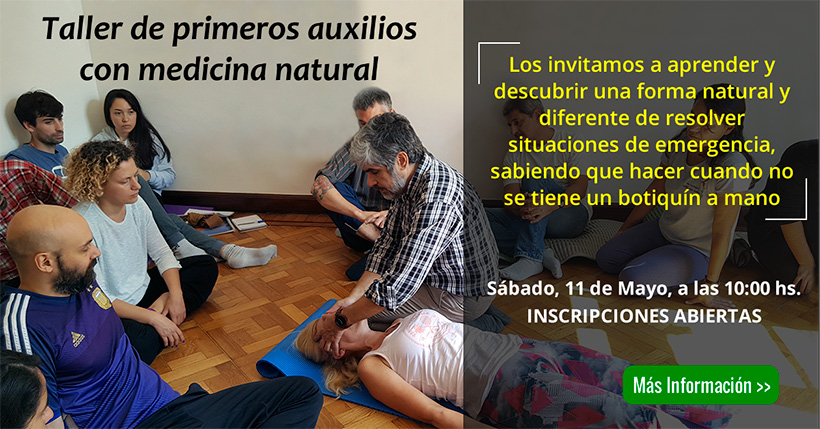 Taller de primeros auxilios
con medicina natural
Los invitamos a aprender y
descubrir una forma natural y
diferente de resolver
situaciones de emergencia,
sabiendo que hacer cuando no
se tiene un botiquín a mano
Sábado, 11 de Mayo, a las 10:00 hs.
INSCRIPCIONES ABIERTAS
Más Información >>
adidas